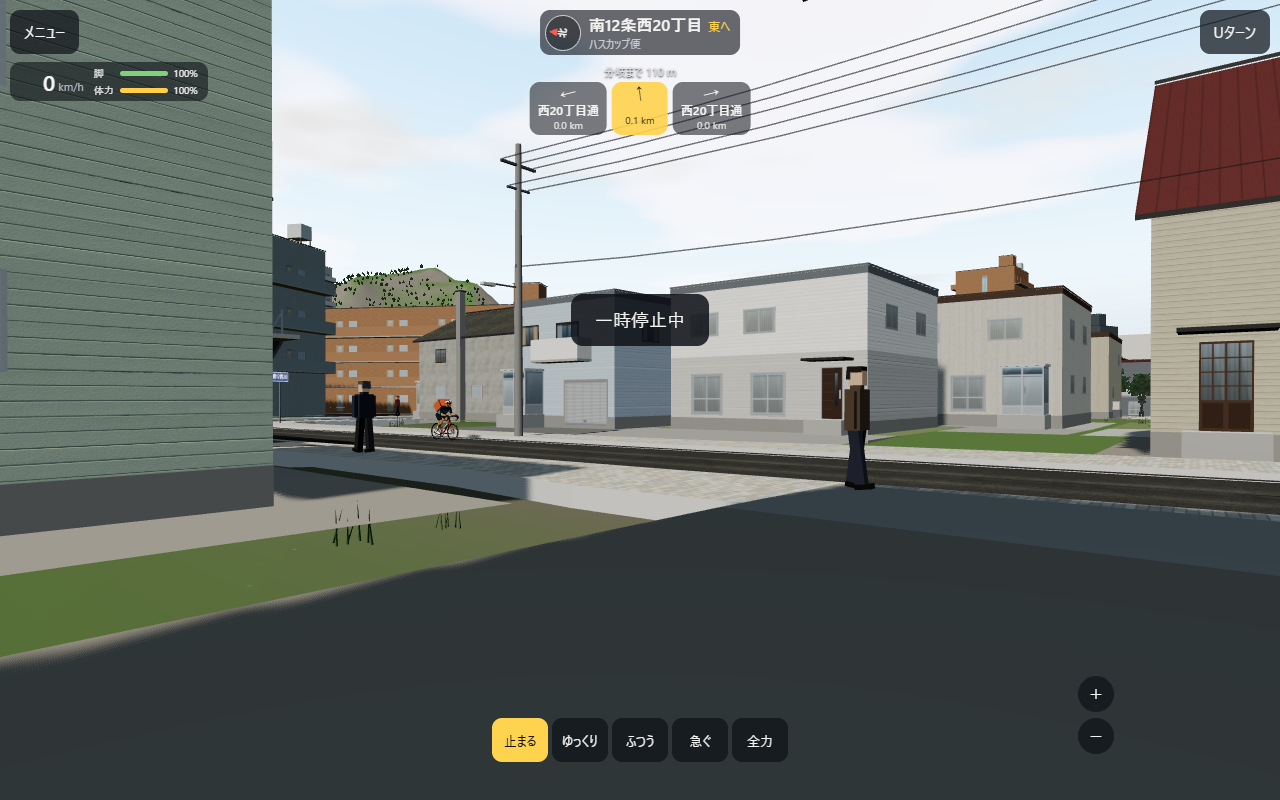 メニュー
0 km/h
脚 100%
体力 100%
南12条西20丁目 東へ
ハスカップ便
Uターン
分岐まで 110 m
←
西20丁目通
0.0 km
↑
0.1 km
→
西20丁目通
0.0 km
一時停止中
+
−
止まる
ゆっくり
ふつう
急ぐ
全力